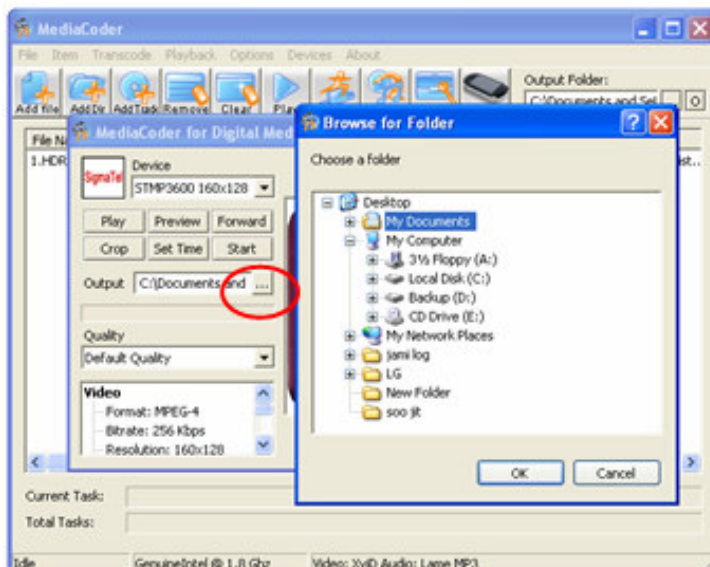 MediaCoder
File Item Transcode Playback Options Devices About
Add file Add Dir Add Task Remove Clear
Output Folder:
C:\Documents and Set
O
MediaCoder for Digital Med
SigmaTel
Device
STMP3600 160x128
Play Preview Forward
Crop Set Time Start
Output C:\Documents and ...
Quality
Default Quality
Video
Format: MPEG-4
Bitrate: 256 Kbps
Resolution: 160x128
Browse for Folder
Choose a folder
Desktop
My Documents
My Computer
3½ Floppy (A:)
Local Disk (C:)
Backup (D:)
CD Drive (E:)
My Network Places
jami log
LG
New Folder
soo jit
OK Cancel
Current Task:
Total Tasks:
Idle GenuineIntel @ 1.8 Ghz Video: XviD Audio: Lame MP3